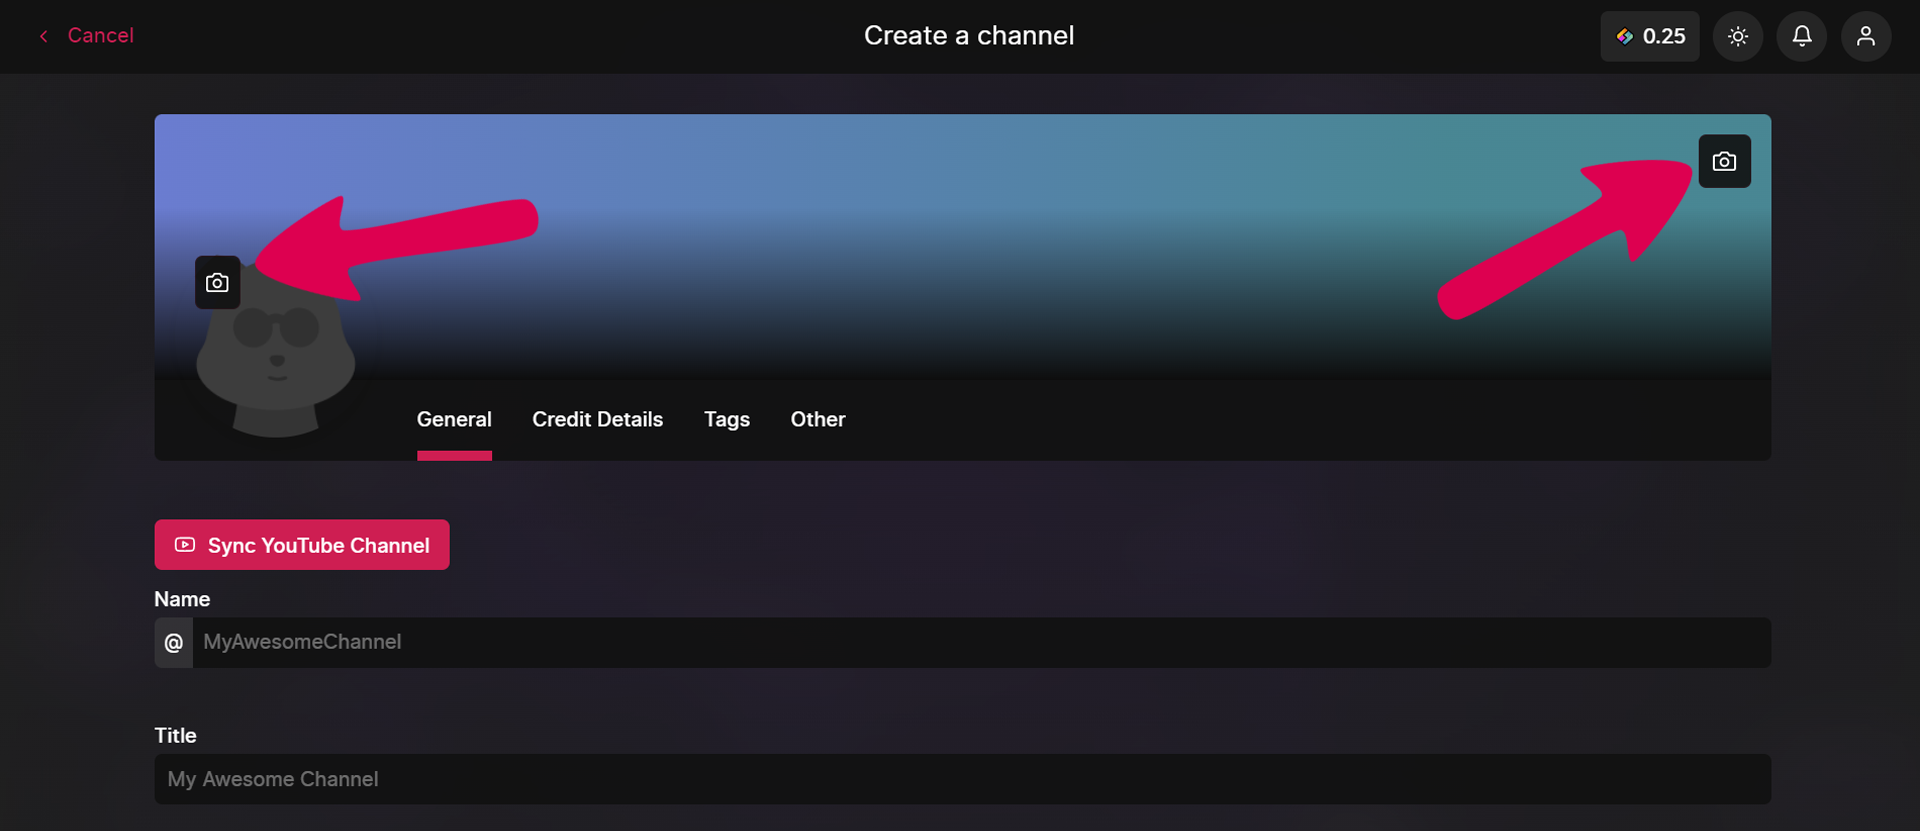 Cancel
Create a channel
0.25
General
Credit Details
Tags
Other
Sync YouTube Channel
Name
@ MyAwesomeChannel
Title
My Awesome Channel